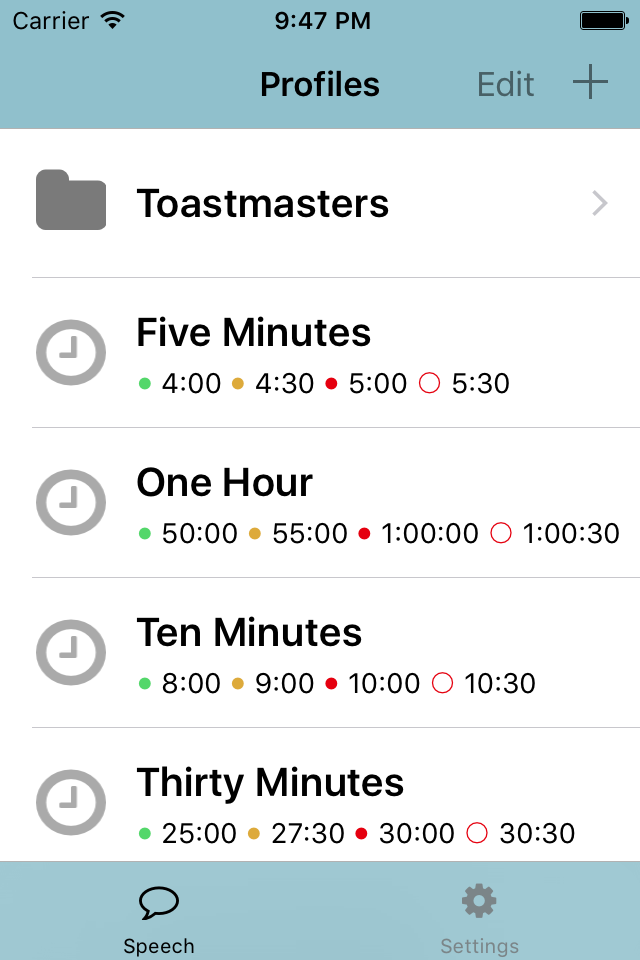 Carrier 9:47 PM
Profiles Edit
Toastmasters
Five Minutes
4:00 4:30 5:00 5:30
One Hour
50:00 55:00 1:00:00 1:00:30
Ten Minutes
8:00 9:00 10:00 10:30
Thirty Minutes
25:00 27:30 30:00 30:30
Speech Settings